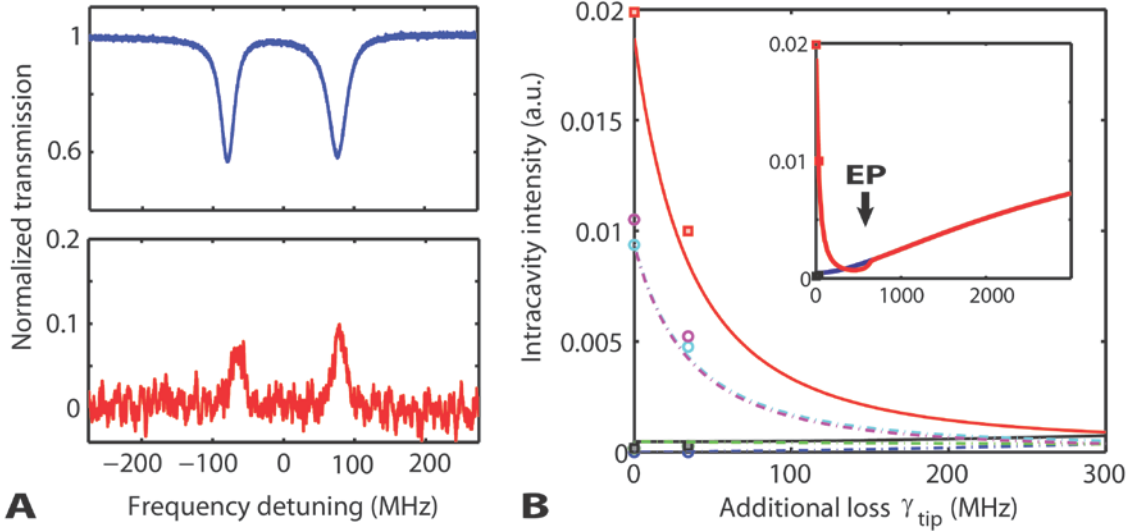 1
0.6
0.2
0.1
0
Normalized transmission
−200 −100 0 100 200
A Frequency detuning (MHz)
0.02
0.015
0.01
0.005
0
Intracavity intensity (a.u.)
0 100 200 300
B Additional loss γ tip (MHz)
0.02
0.01
0
EP
0 1000 2000